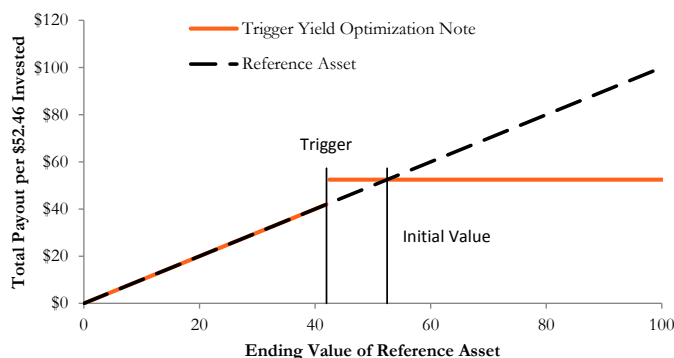 $120
Trigger Yield Optimization Note
Reference Asset
$100
$80
Trigger
$60
$40
Initial Value
$20
$0
0
20
40
60
80
100
Total Payout per $52.46 Invested
Ending Value of Reference Asset